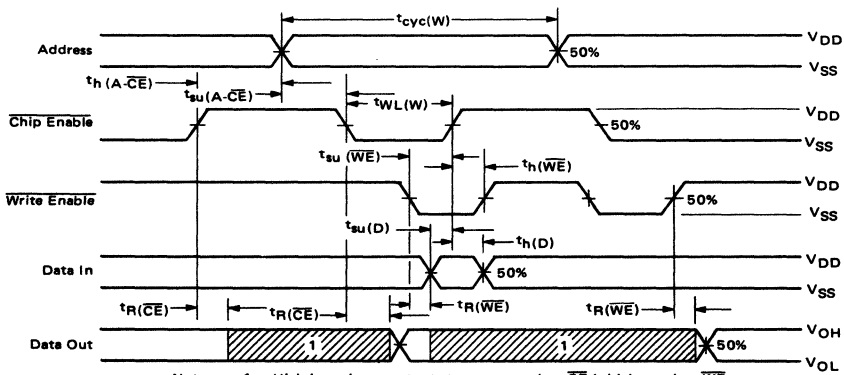 tcyc(W)
Address
50%
VDD
VSS
th (A-CE)
tsu(A-CE)
tWL(W)
Chip Enable
50%
VDD
VSS
tsu (WE)
th(WE)
Write Enable
50%
VDD
VSS
tsu(D)
th(D)
Data In
50%
VDD
VSS
tR(CE)
tR(CE)
tR(WE)
tR(WE)
Data Out
1
1
50%
VOH
VOL